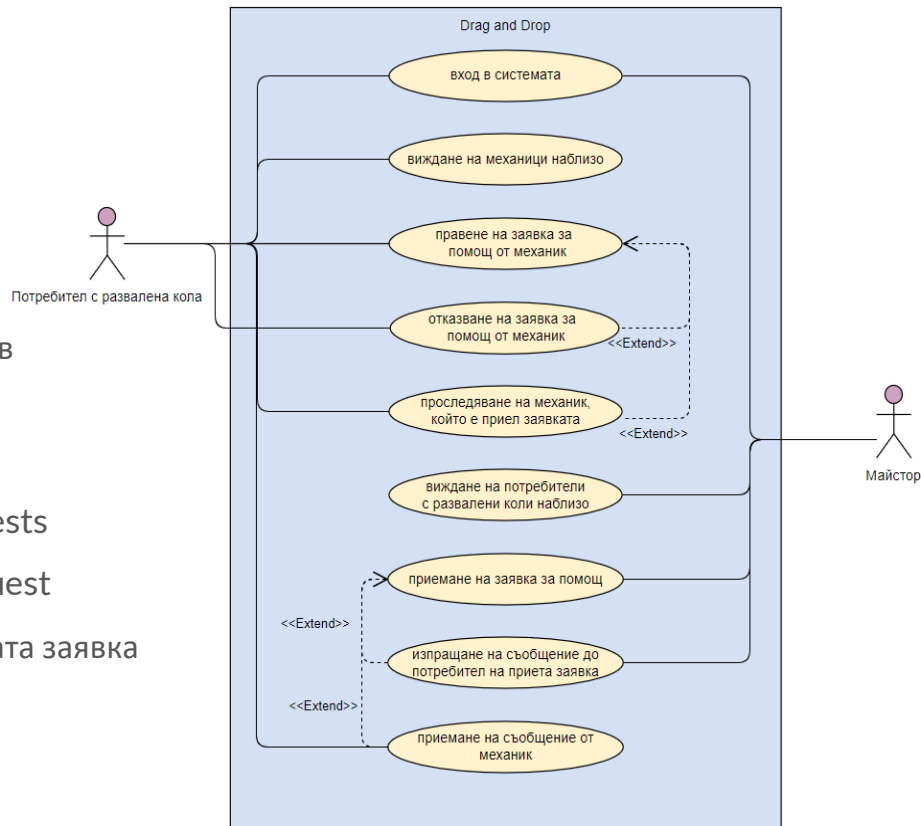 Drag and Drop
вход в системата
виждане на механици наблизо
правене на заявка за
помощ от механик
Потребител с развалена кола
отказване на заявка за
помощ от механик
<<Extend>>
в
проследяване на механик,
който е приел заявката
<<Extend>>
Майстор
виждане на потребители
с развалени коли наблизо
ests
uest
приемане на заявка за помощ
<<Extend>>
ата заявка
изпращане на съобщение до
потребител на приета заявка
<<Extend>>
приемане на съобщение от
механик